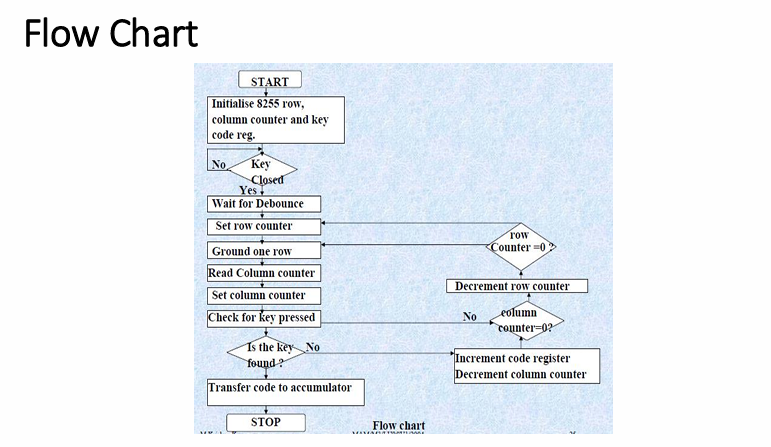 Flow Chart
START
Initialise 8255 row,
column counter and key
code reg.
No
Key
Closed
Yes
Wait for Debounce
Set row counter
Ground one row
Read Column counter
Set column counter
Check for key pressed
Is the key
found ?
No
Transfer code to accumulator
STOP
row
Counter =0 ?
Decrement row counter
No
column
counter=0?
Increment code register
Decrement column counter
Flow chart